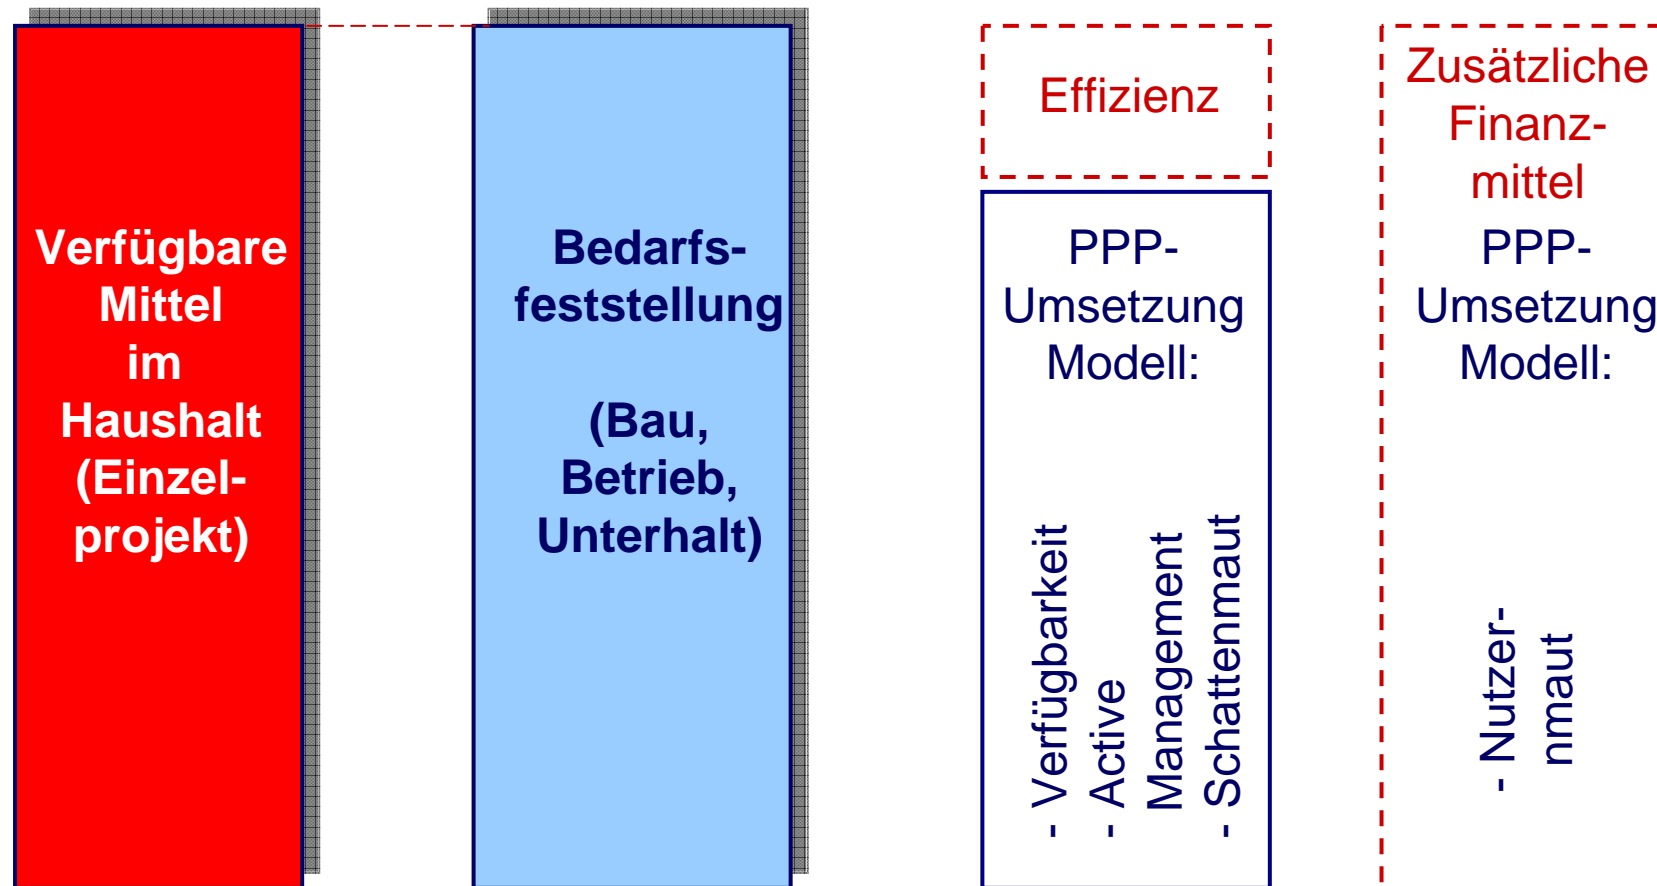 Verfügbare
Mittel
im
Haushalt
(Einzel-
projekt)
Bedarfs-
feststellung
(Bau,
Betrieb,
Unterhalt)
Effizienz
PPP-
Umsetzung
Modell:
- Verfügbarkeit
- Active
Management
- Schattenmaut
Zusätzliche
Finanz-
mittel
PPP-
Umsetzung
Modell:
- Nutzer-
nmaut